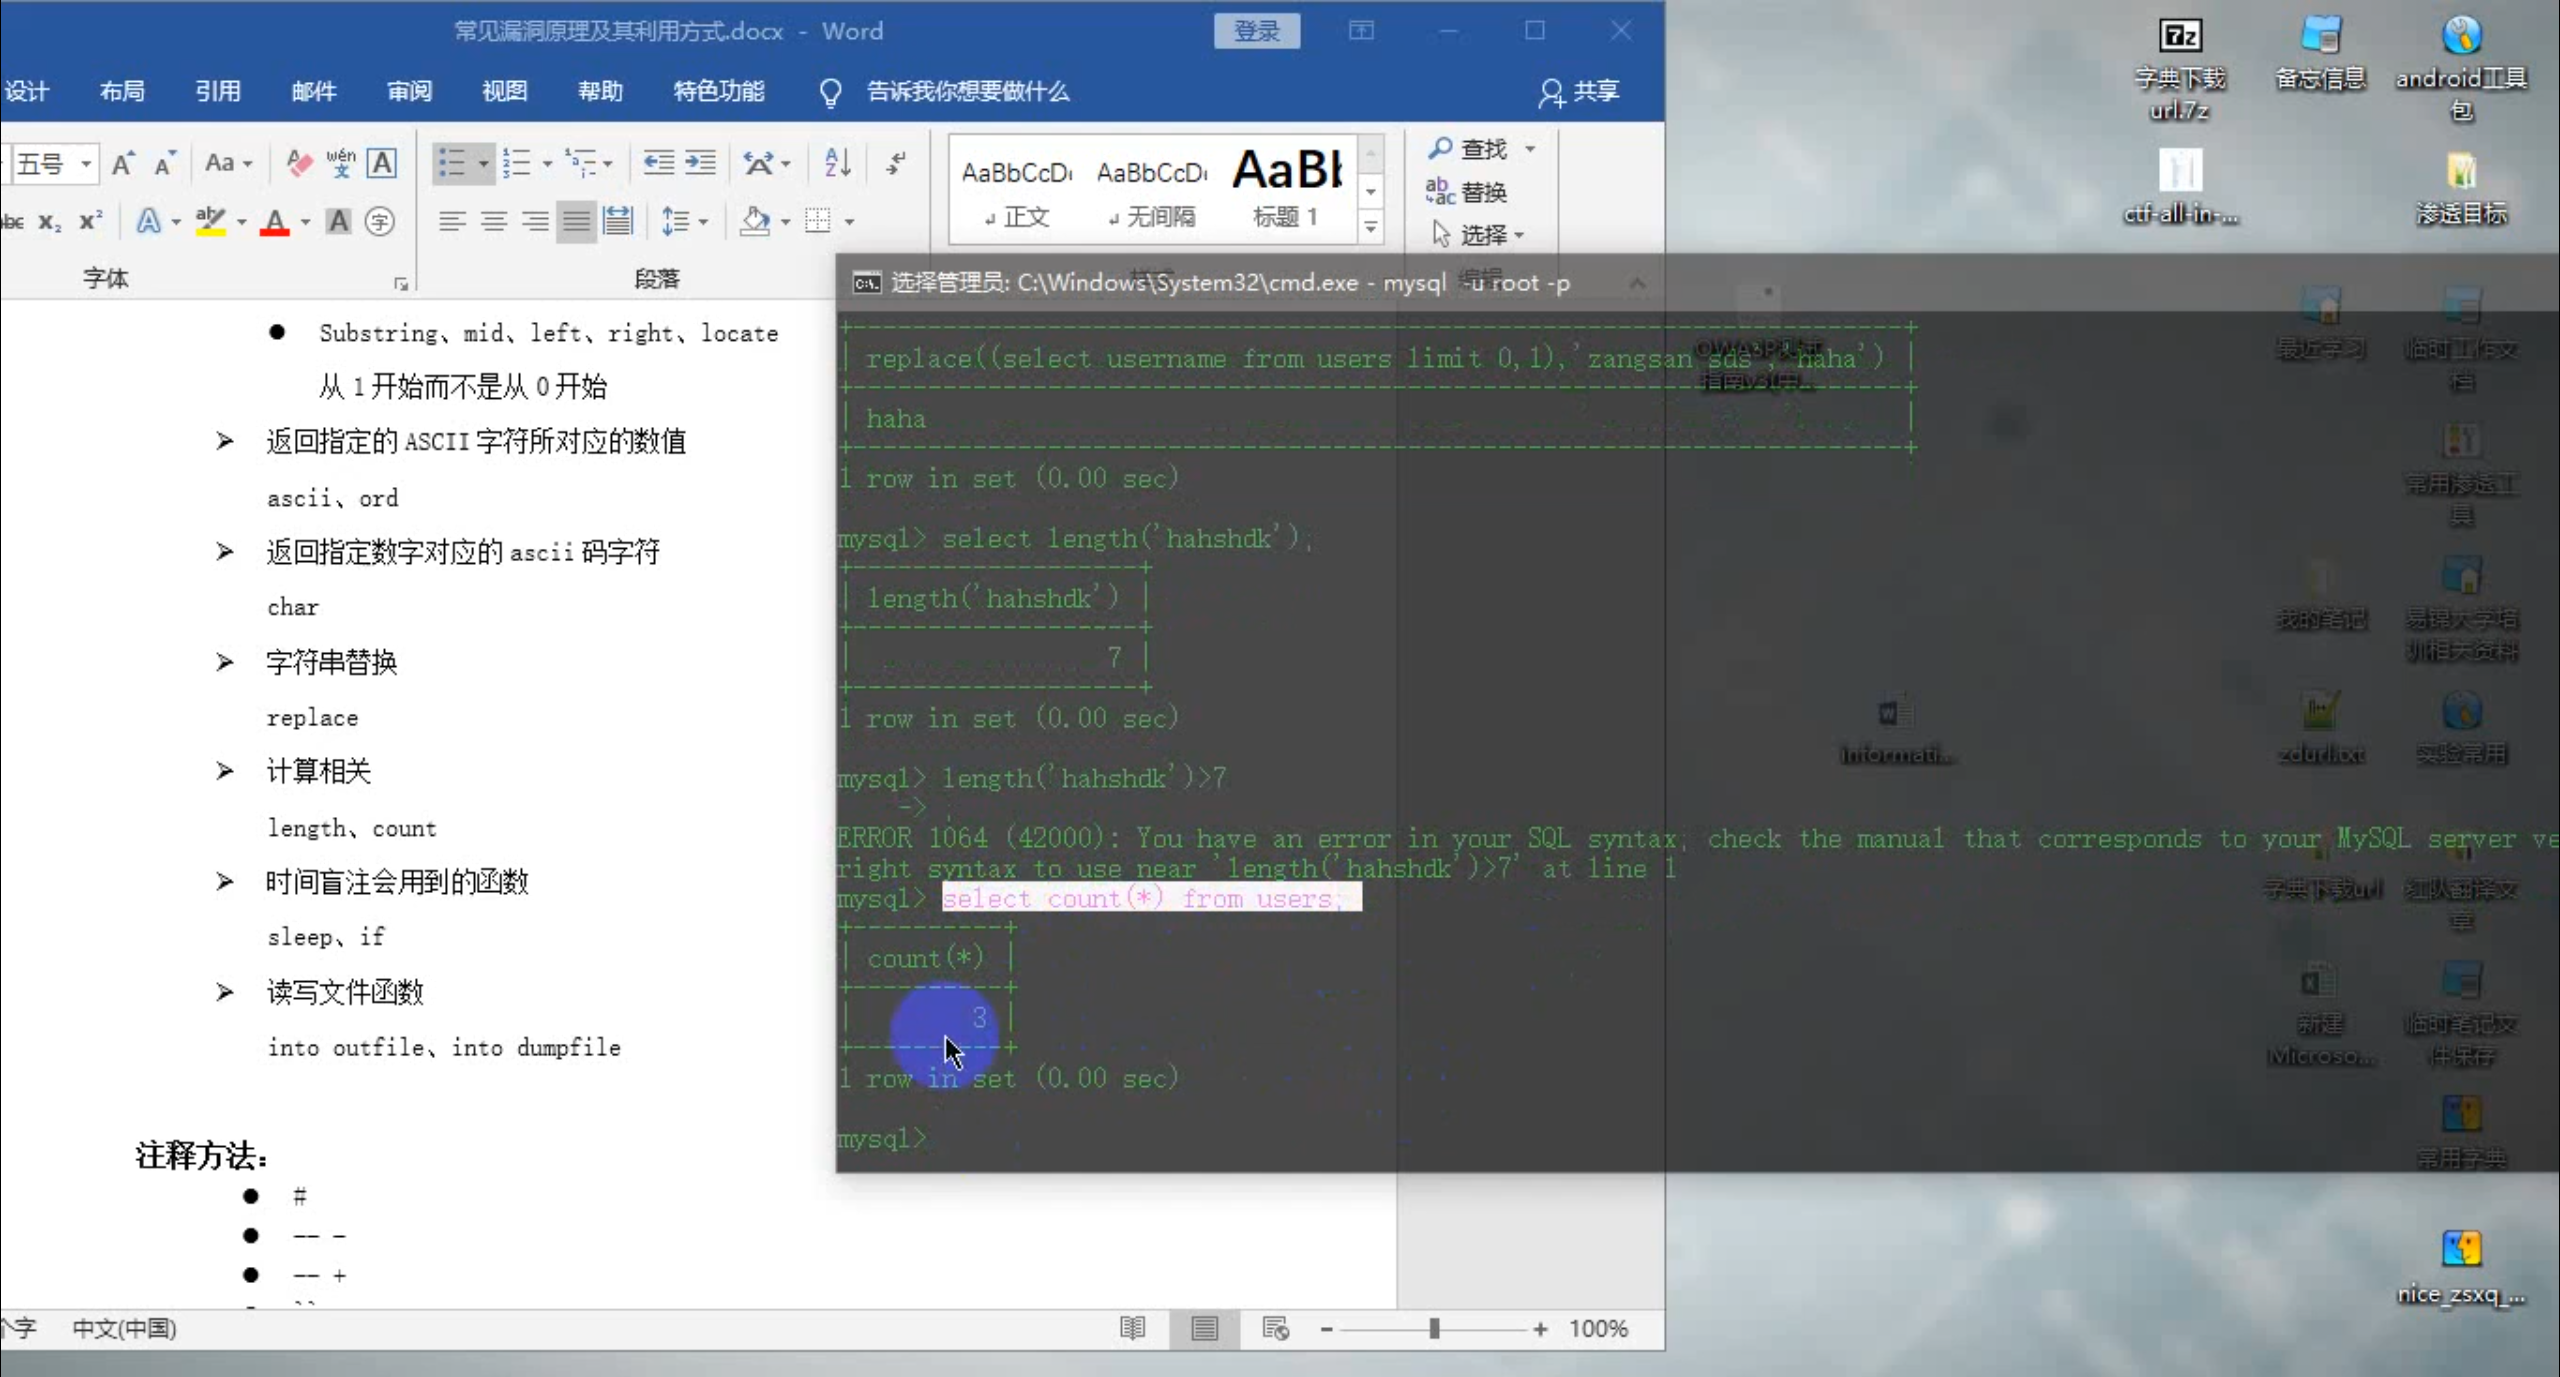 常见漏洞原理及其利用方式.docx - Word
登录
设计 布局 引用 邮件 审阅 视图 帮助 特色功能 告诉我你想要做什么 共享
五号 Aa wén 文 A
AaBbCcDı AaBbCcDı AaBl
查找
替换
abc x₂ x² A aby A A 字
正文 无间隔 标题 1
选择
字体 段落
Substring、mid、left、right、locate
从 1 开始而不是从 0 开始
返回指定的 ASCII 字符所对应的数值
ascii、ord
返回指定数字对应的 ascii 码字符
char
字符串替换
replace
计算相关
length、count
时间盲注会用到的函数
sleep、if
读写文件函数
into outfile、into dumpfile
注释方法：
#
-- -
-- +
``
个字 中文(中国)
100%
选择管理员: C:\Windows\System32\cmd.exe - mysql -u root -p
replace((select username from users limit 0,1),'zangsan sds','haha')
haha
1 row in set (0.00 sec)
mysql> select length('hahshdk');
length('hahshdk')
7
1 row in set (0.00 sec)
mysql> length('hahshdk')>7
-> ;
ERROR 1064 (42000): You have an error in your SQL syntax; check the manual that corresponds to your MySQL server ve
right syntax to use near 'length('hahshdk')>7' at line 1
mysql> select count(*) from users;
count(*)
3
1 row in set (0.00 sec)
mysql>
字典下载
url.7z
备忘信息
android工具
包
ctf-all-in-...
渗透目标
最近学习
临时工作文
档
常用渗透工
具
我的笔记
易锦大学培
训相关资料
Informati...
zdurl.txt
实验常用
字典下载url
红队翻译文
章
新建
Microso...
临时笔记文
件保存
常用字典
nice_zsxq_...